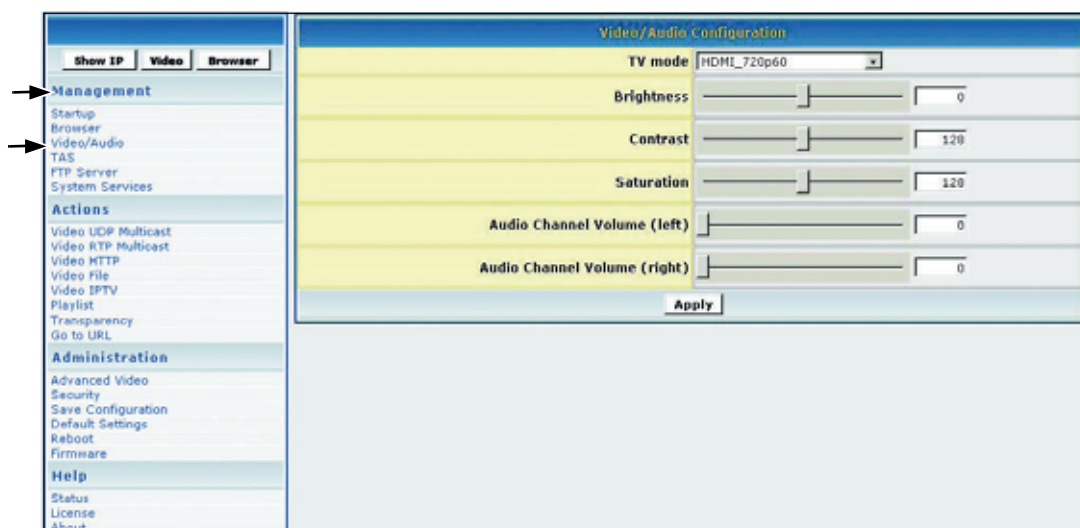 Show IP Video Browser
Management
Startup
Browser
Video/Audio
TAS
FTP Server
System Services
Actions
Video UDP Multicast
Video RTP Multicast
Video HTTP
Video File
Video IPTV
Playlist
Transparency
Go to URL
Administration
Advanced Video
Security
Save Configuration
Default Settings
Reboot
Firmware
Help
Status
License
About
Video/Audio Configuration
TV mode HDMI_720p60
Brightness 0
Contrast 128
Saturation 128
Audio Channel Volume (left) 0
Audio Channel Volume (right) 0
Apply